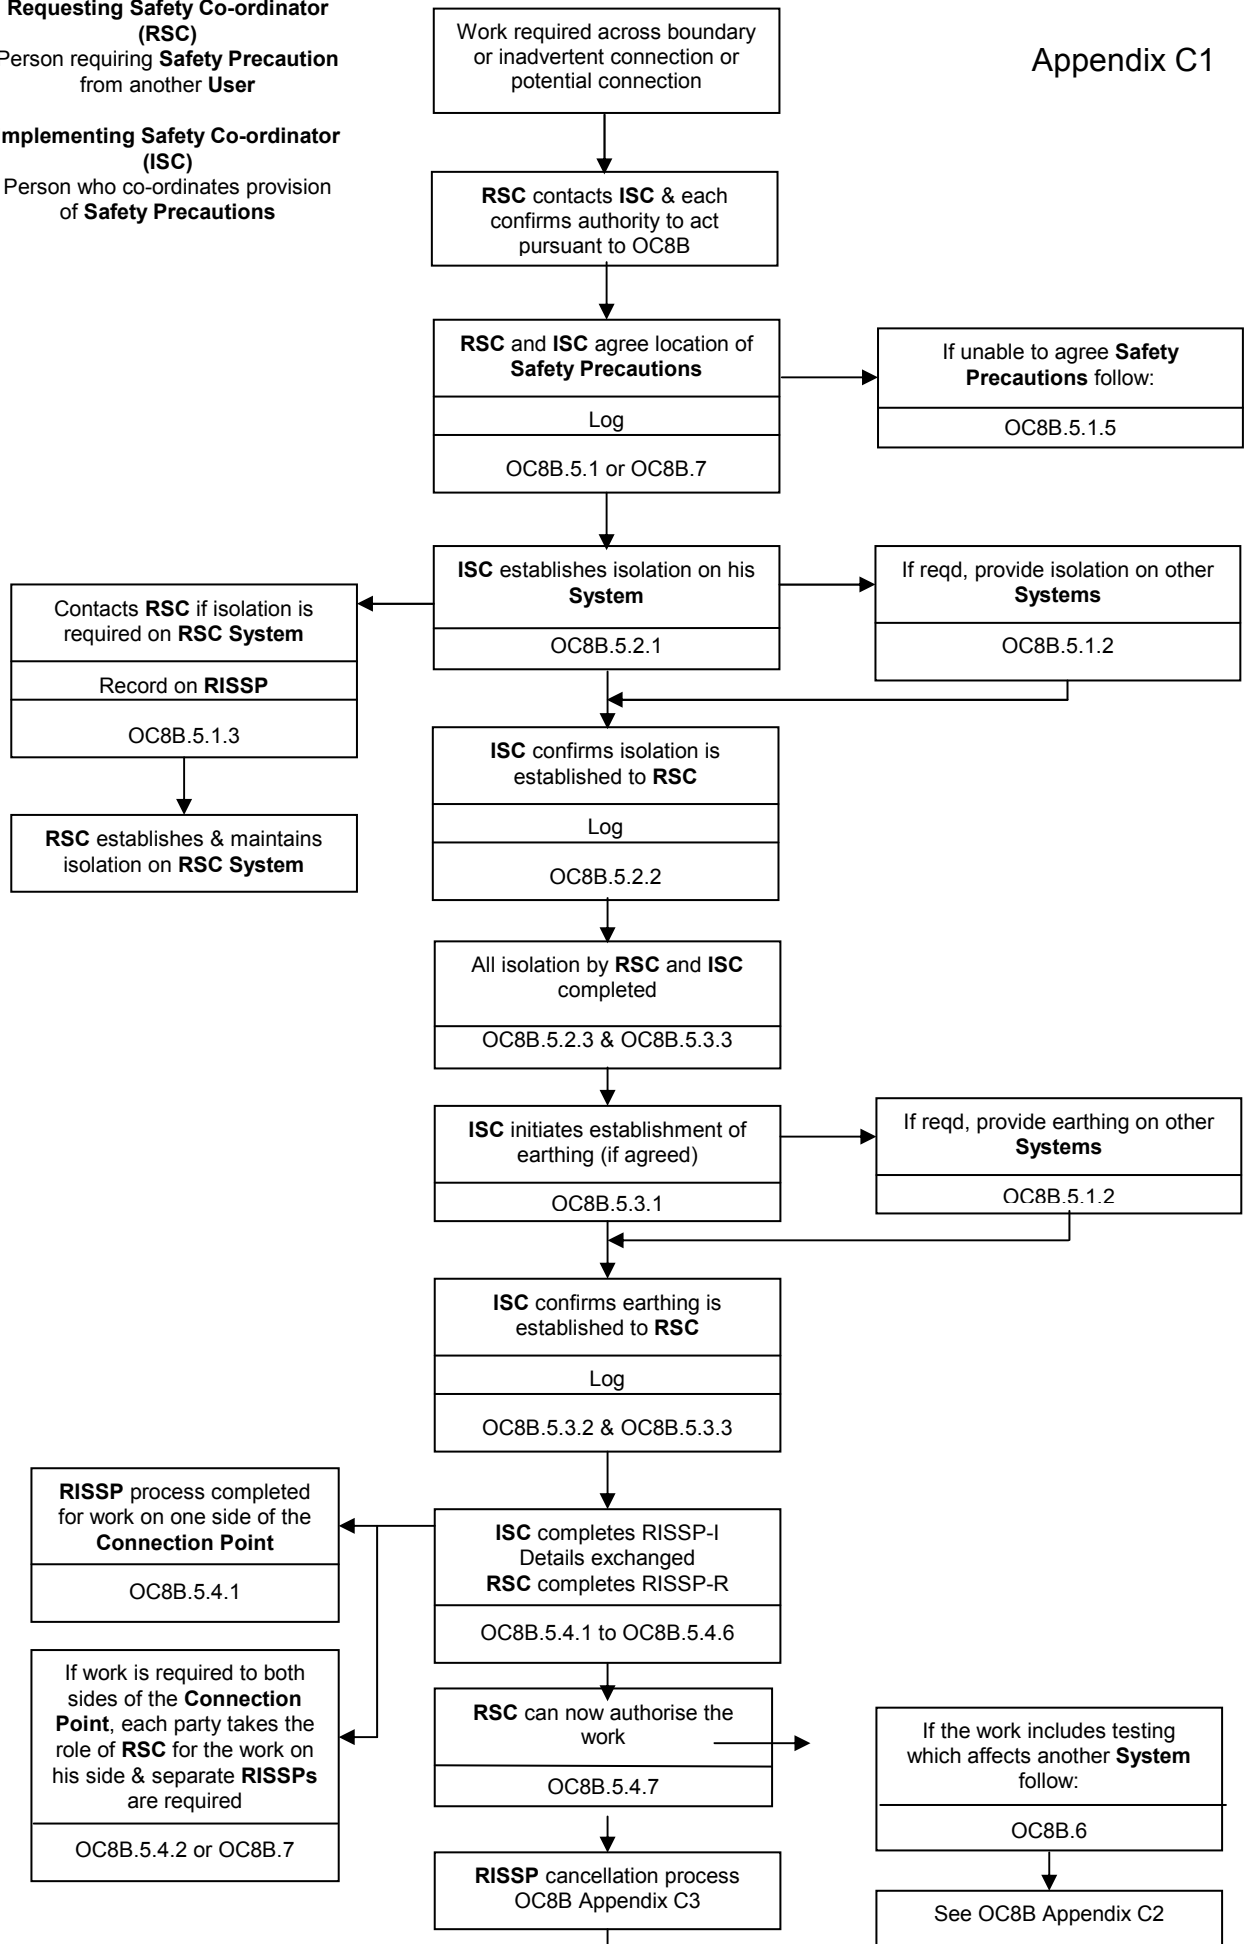 Requesting Safety Co-ordinator
(RSC)
Person requiring Safety Precaution
from another User
Implementing Safety Co-ordinator
(ISC)
Person who co-ordinates provision
of Safety Precautions
Appendix C1
Work required across boundary
or inadvertent connection or
potential connection
RSC contacts ISC & each
confirms authority to act
pursuant to OC8B
RSC and ISC agree location of
Safety Precautions
Log
OC8B.5.1 or OC8B.7
If unable to agree Safety
Precautions follow:
OC8B.5.1.5
ISC establishes isolation on his
System
OC8B.5.2.1
If reqd, provide isolation on other
Systems
OC8B.5.1.2
Contacts RSC if isolation is
required on RSC System
Record on RISSP
OC8B.5.1.3
RSC establishes & maintains
isolation on RSC System
ISC confirms isolation is
established to RSC
Log
OC8B.5.2.2
All isolation by RSC and ISC
completed
OC8B.5.2.3 & OC8B.5.3.3
ISC initiates establishment of
earthing (if agreed)
OC8B.5.3.1
If reqd, provide earthing on other
Systems
OC8B.5.1.2
ISC confirms earthing is
established to RSC
Log
OC8B.5.3.2 & OC8B.5.3.3
RISSP process completed
for work on one side of the
Connection Point
OC8B.5.4.1
ISC completes RISSP-I
Details exchanged
RSC completes RISSP-R
OC8B.5.4.1 to OC8B.5.4.6
If work is required to both
sides of the Connection
Point, each party takes the
role of RSC for the work on
his side & separate RISSPs
are required
OC8B.5.4.2 or OC8B.7
RSC can now authorise the
work
OC8B.5.4.7
If the work includes testing
which affects another System
follow:
OC8B.6
RISSP cancellation process
OC8B Appendix C3
See OC8B Appendix C2